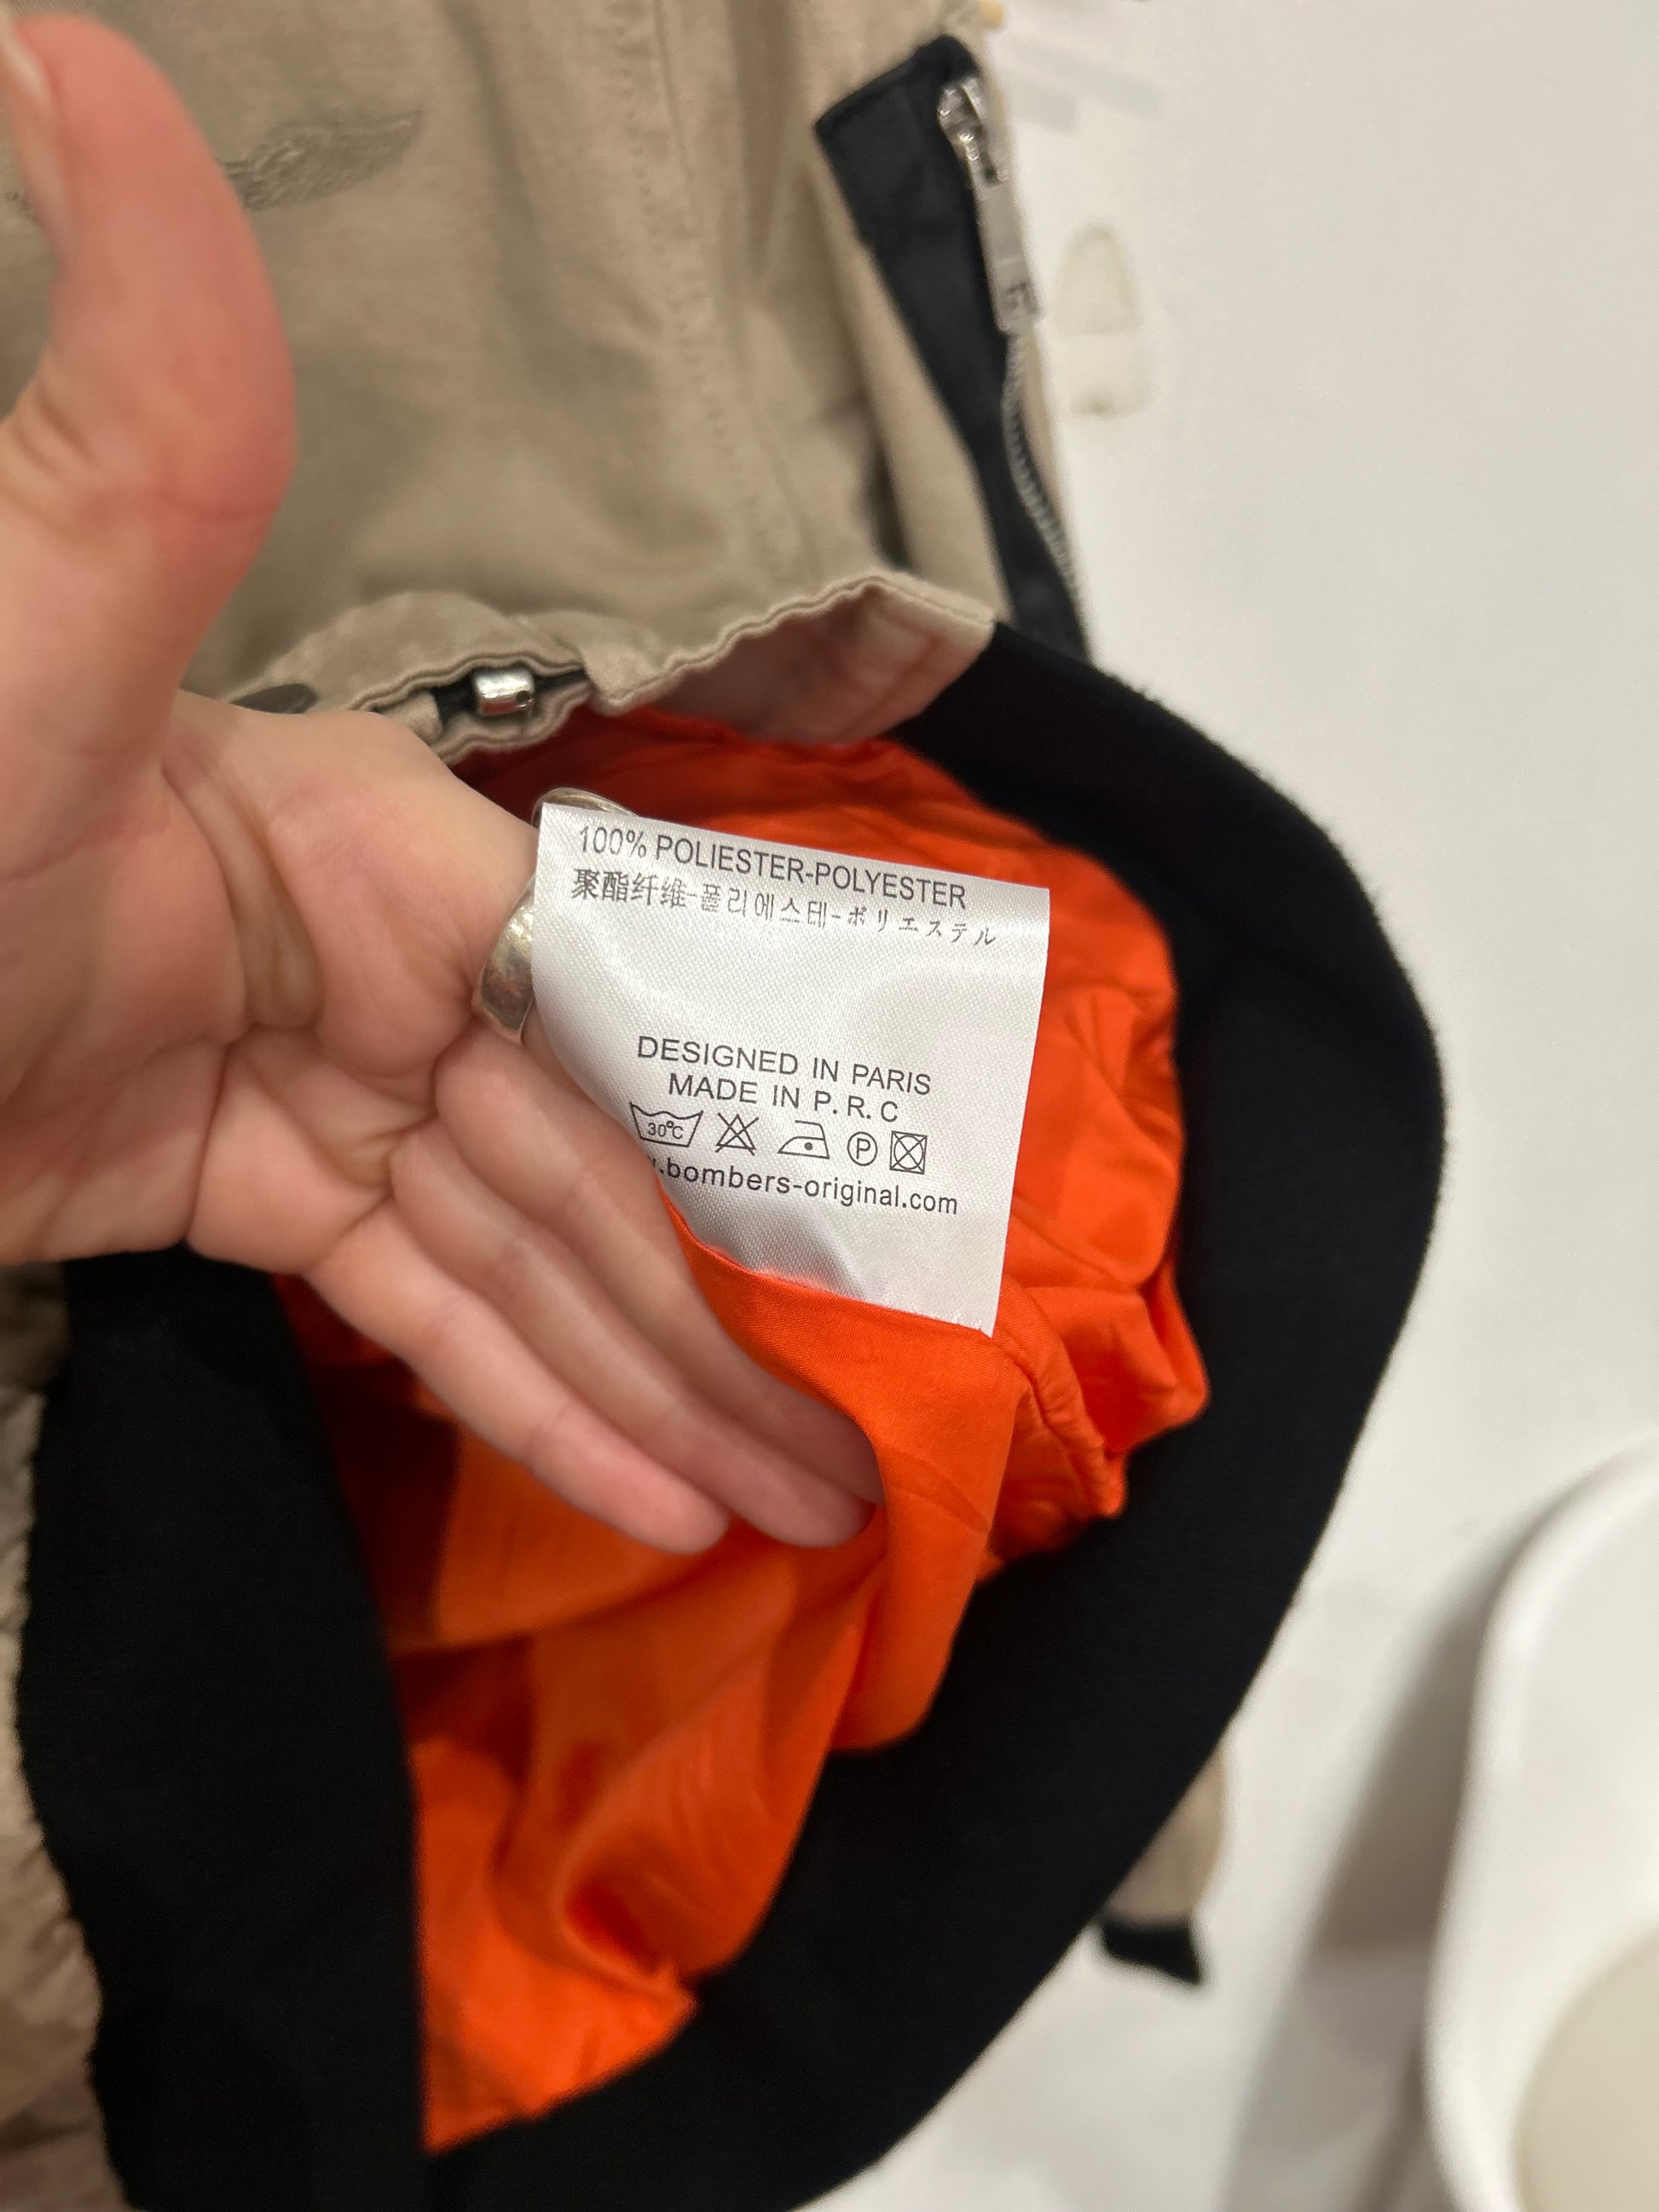 100% POLIESTER-POLYESTER
聚酯纤维-폴리에스테-ポリエステル
DESIGNED IN PARIS
MADE IN P.R.C
30℃ P
.bombers-original.com